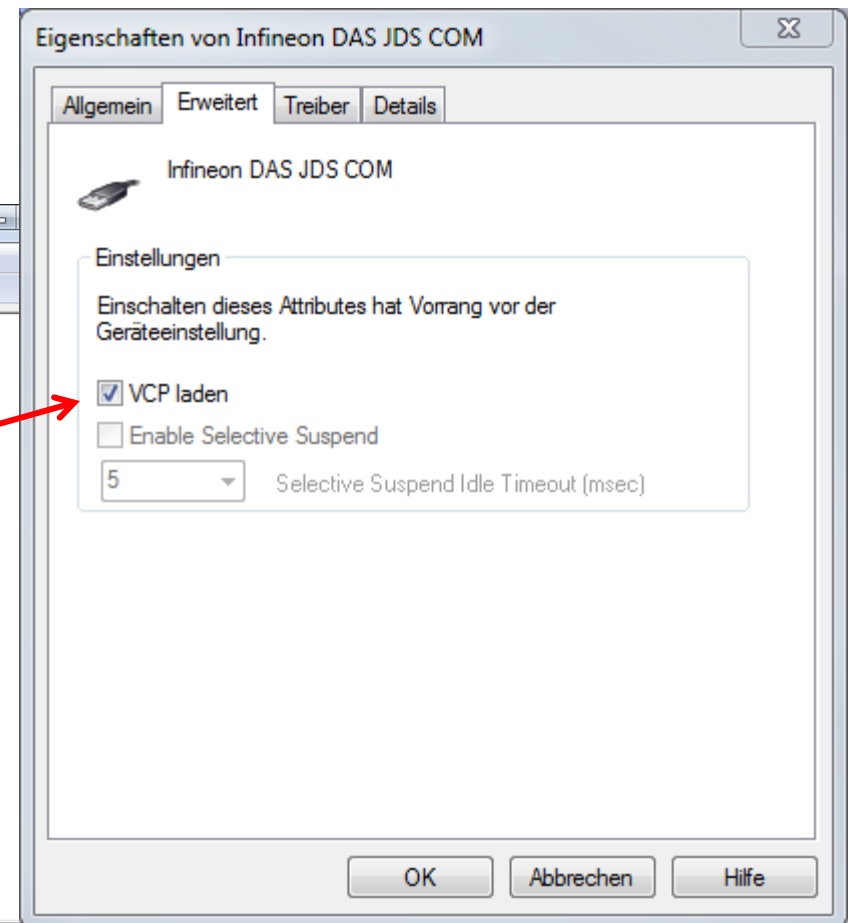 Eigenschaften von Infineon DAS JDS COM
Allgemein Erweitert Treiber Details
Infineon DAS JDS COM
Einstellungen
Einschalten dieses Attributes hat Vorrang vor der
Geräteeinstellung.
VCP laden
Enable Selective Suspend
5 Selective Suspend Idle Timeout (msec)
OK Abbrechen Hilfe